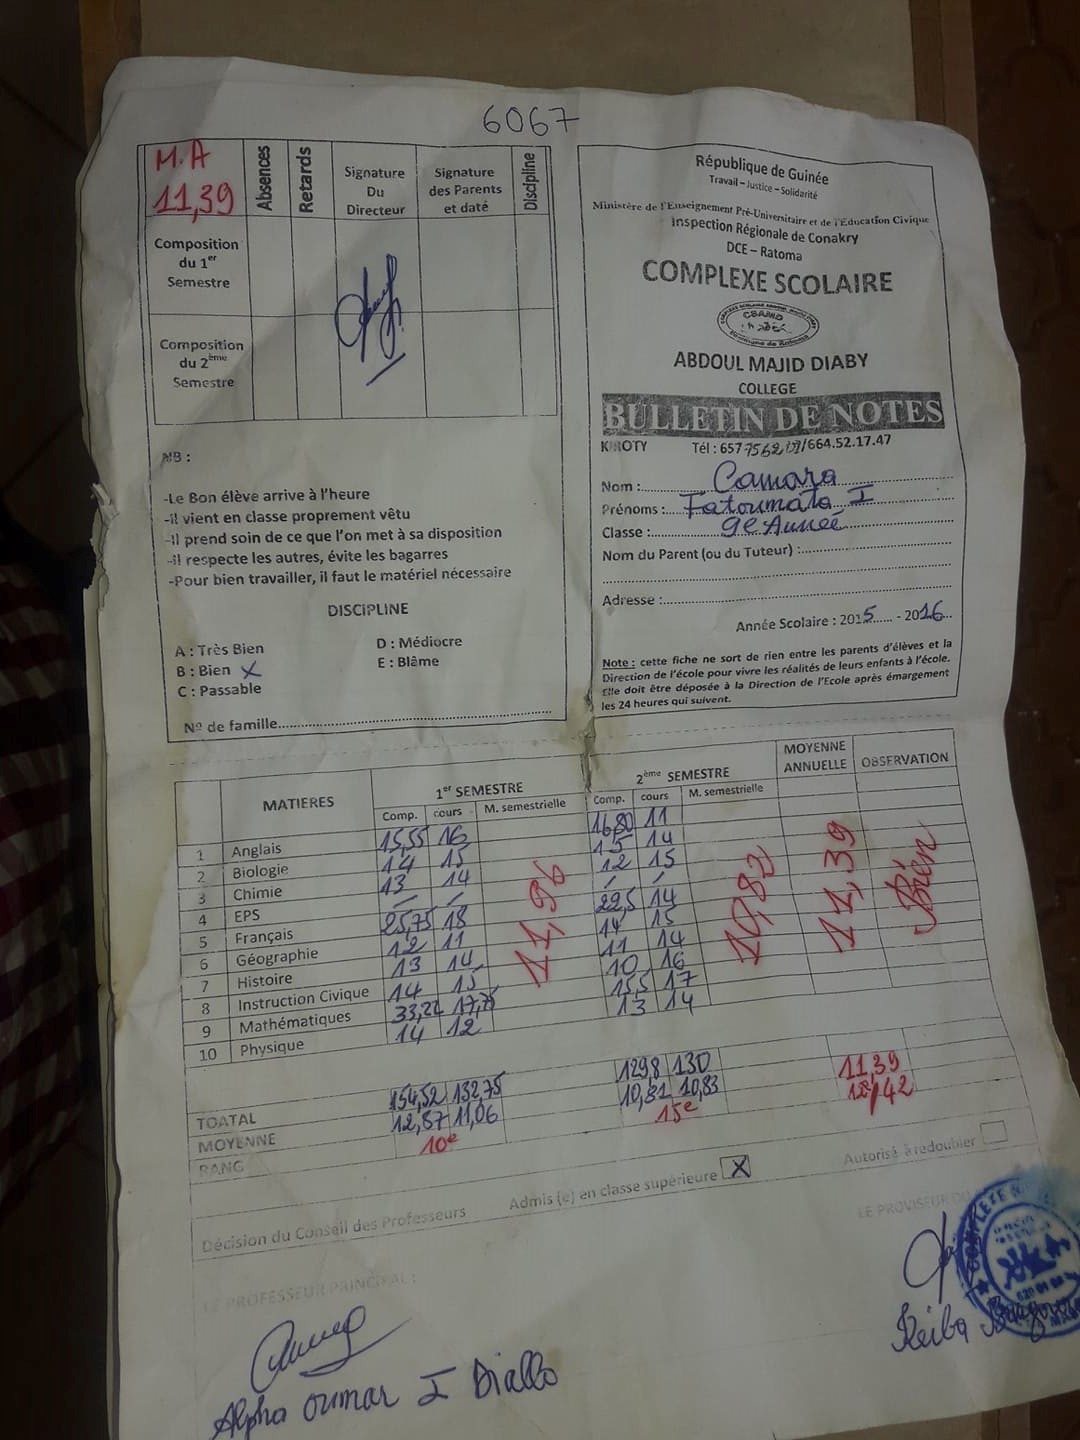 6067
M.A
11,39
Absences
Retards
Signature Du Directeur
Signature des Parents et daté
Discipline
Composition du 1er Semestre
Composition du 2ème Semestre
NB :
-Le Bon élève arrive à l'heure
-il vient en classe proprement vêtu
-Il prend soin de ce que l'on met à sa disposition
-il respecte les autres, évite les bagarres
-Pour bien travailler, il faut le matériel nécessaire
DISCIPLINE
A : Très Bien D : Médiocre
B : Bien X E : Blâme
C : Passable
No de famille
République de Guinée
Travail – Justice – Solidarité
Ministère de l'Enseignement Pré-Universitaire et de l'Education Civique
Inspection Régionale de Conakry
DCE – Ratoma
COMPLEXE SCOLAIRE
ABDOUL MAJID DIABY
COLLEGE
BULLETIN DE NOTES
Tél : 657 /664.52.17.47
Nom : Camara
Prénoms : Fatoumata I
Classe : 9e Année
Nom du Parent (ou du Tuteur) :
Adresse :
Année Scolaire : 2015 - 2016
Note : cette fiche ne sort de rien entre les parents d'élèves et la
Direction de l'école pour vivre les réalités de leurs enfants à l'école.
Elle doit être déposée à la Direction de l'Ecole après émargement
les 24 heures qui suivent.
MATIERES 1er SEMESTRE 2ème SEMESTRE MOYENNE ANNUELLE OBSERVATION
Comp. cours M. semestrielle Comp. cours M. semestrielle
1 Anglais 15,55 16 16,80 11
2 Biologie 14 15 15 14
3 Chimie 13 14 12 15
4 EPS / / / /
5 Français 25,75 18 22,5 14
6 Géographie 12 11 14 15
7 Histoire 13 14 11 14
8 Instruction Civique 14 15 10 16
9 Mathématiques 33,22 17,75 15,5 17
10 Physique 14 12 13 14
11,96 10,82 11,39 Bien
TOATAL 154,52 132,75 1298 130 11,39
MOYENNE 12,87 11,06 10,81 10,83 /42
RANG 10e 15e
Décision du Conseil des Professeurs Admis (e) en classe supérieure X Autorisé à redoubler
LE PROFESSEUR PRINCIPAL : LE PROVISEUR
Alpha Oumar I Diallo
Keiba